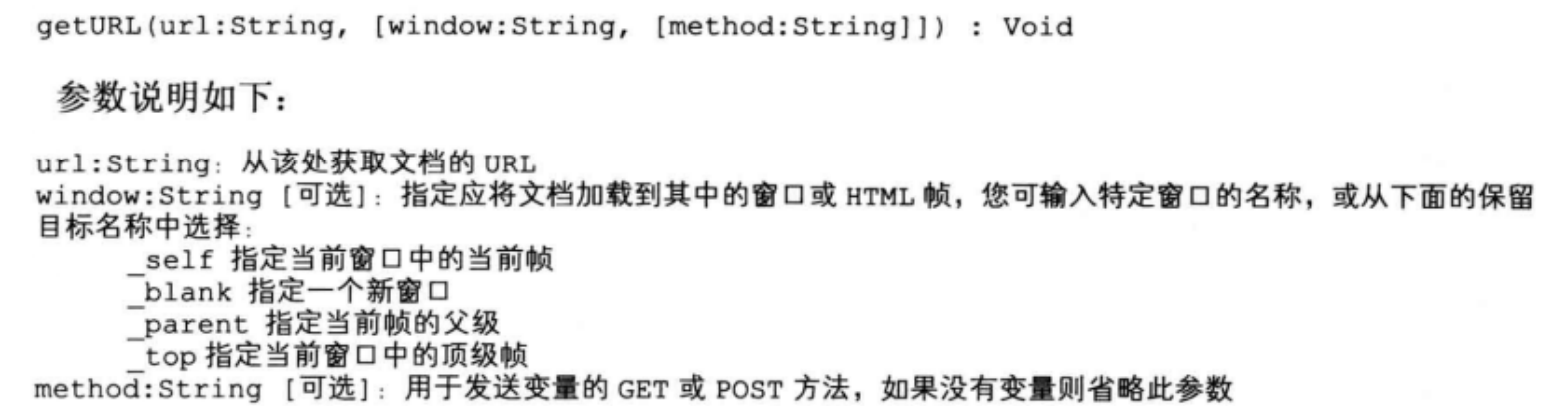 getURL(url:String, [window:String, [method:String]]) : Void
参数说明如下：
url:String：从该处获取文档的 URL
window:String [可选]：指定应将文档加载到其中的窗口或 HTML 帧，您可输入特定窗口的名称，或从下面的保留
目标名称中选择：
_self 指定当前窗口中的当前帧
_blank 指定一个新窗口
_parent 指定当前帧的父级
_top 指定当前窗口中的顶级帧
method:String [可选]：用于发送变量的 GET 或 POST 方法，如果没有变量则省略此参数